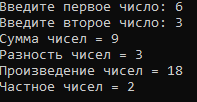 Введите первое число: 6
Введите второе число: 3
Сумма чисел = 9
Разность чисел = 3
Произведение чисел = 18
Частное чисел = 2